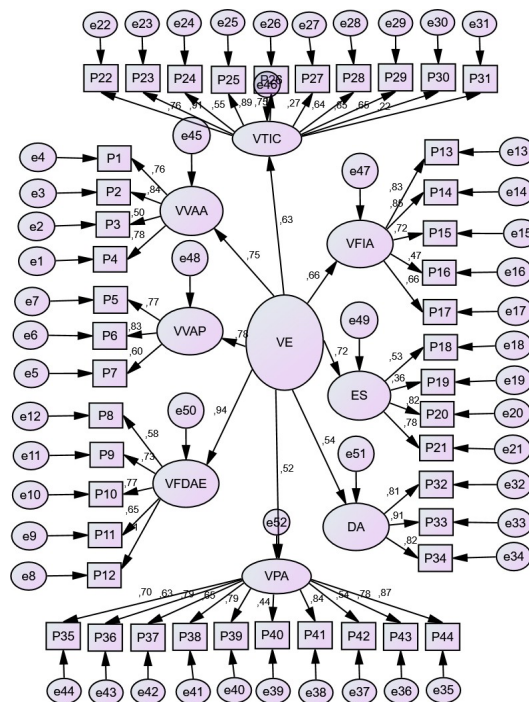 e22 e23 e24 e25 e26 e27 e28 e29 e30 e31
P22 P23 P24 P25 P26 P27 P28 P29 P30 P31
e46
,76 ,91 ,55 ,89 ,75 ,27 ,64 ,65 ,22
VTIC
e45
e4 P1
e3 P2
e2 P3
e1 P4
,76
,84
,50
,78
VVAA
,63
,75
e47
P13 e13
P14 e14
P15 e15
P16 e16
P17 e17
,83
,85
,72
,47
,66
VFIA
,66
e48
e7 P5
e6 P6
e5 P7
,77
,83
,60
VVAP
,78
VE
e49
P18 e18
P19 e19
P20 e20
P21 e21
,53
,36
,82
,78
ES
,72
e50
e12 P8
e11 P9
e10 P10
e9 P11
e8 P12
,58
,73
,77
,65
VFDAE
,94
,54
e51
P32 e32
P33 e33
P34 e34
,81
,91
,82
DA
,52
e52
VPA
,70 ,63 ,79 ,65 ,79 ,44 ,84 ,54 ,78 ,87
P35 P36 P37 P38 P39 P40 P41 P42 P43 P44
e44 e43 e42 e41 e40 e39 e38 e37 e36 e35